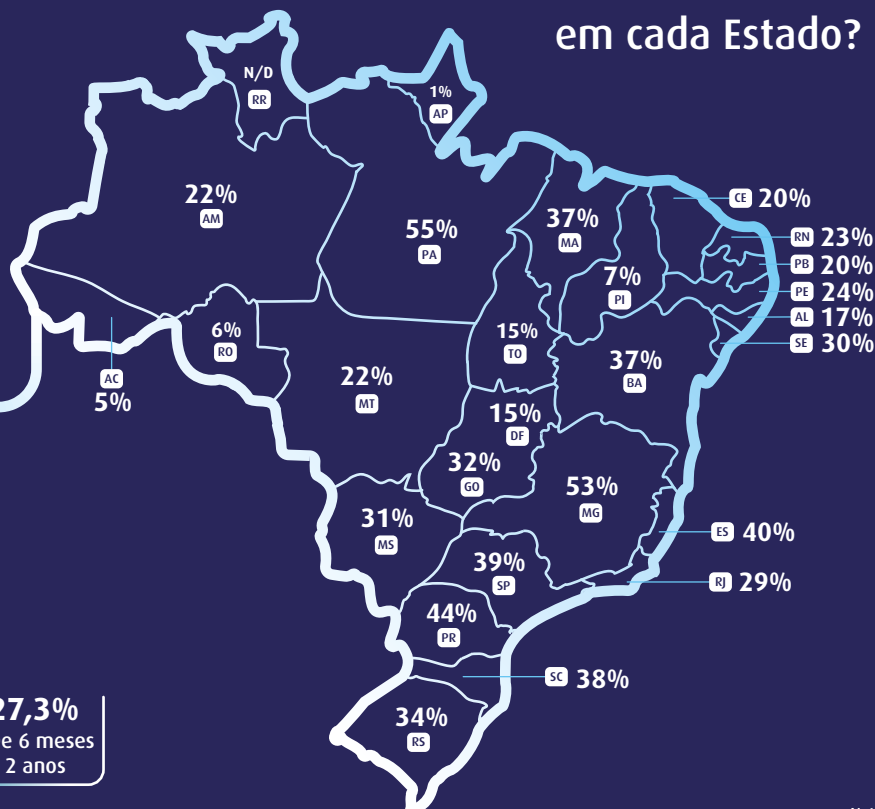 em cada Estado?
N/D
RR
1%
AP
22%
AM
55%
PA
37%
MA
CE 20%
RN 23%
PB 20%
PE 24%
AL 17%
SE 30%
7%
PI
6%
RO
15%
TO
AC
5%
22%
MT
37%
BA
15%
DF
32%
GO
53%
MG
31%
MS
ES 40%
39%
SP
RJ 29%
44%
PR
SC 38%
34%
RS
27,3%
e 6 meses
2 anos